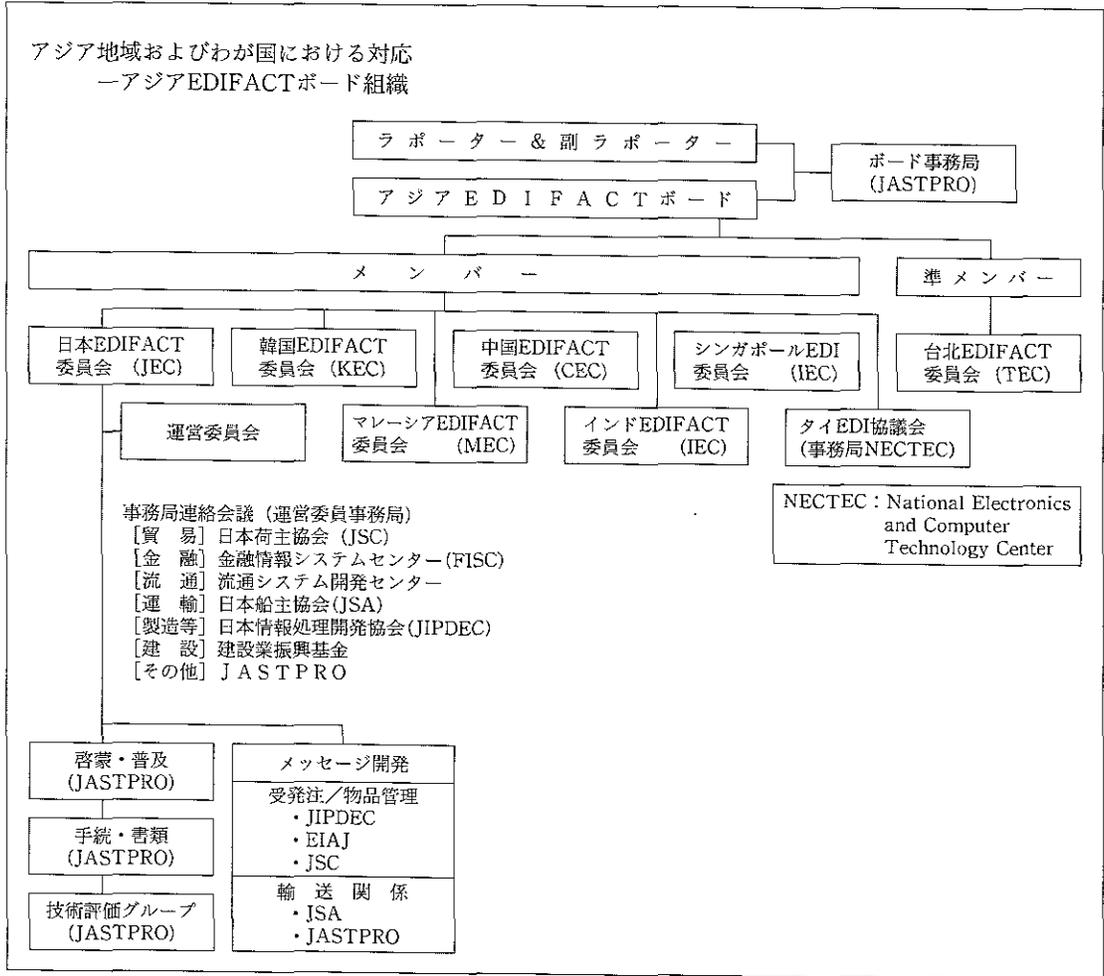 アジア地域およびわが国における対応
―アジアEDIFACTボード組織
ラポーター&副ラポーター
ボード事務局
(JASTPRO)
アジアEDIFACTボード
メンバー
準メンバー
日本EDIFACT
委員会 (JEC)
韓国EDIFACT
委員会 (KEC)
中国EDIFACT
委員会 (CEC)
シンガポールEDI
委員会 (IEC)
台北EDIFACT
委員会 (TEC)
運営委員会
マレーシアEDIFACT
委員会 (MEC)
インドEDIFACT
委員会 (IEC)
タイEDI協議会
(事務局NECTEC)
NECTEC:National Electronics
and Computer
Technology Center
事務局連絡会議 (運営委員事務局)
[貿 易] 日本荷主協会 (JSC)
[金 融] 金融情報システムセンター(FISC)
[流 通] 流通システム開発センター
[運 輸] 日本船主協会(JSA)
[製造等] 日本情報処理開発協会(JIPDEC)
[建 設] 建設業振興基金
[その他] JASTPRO
啓蒙・普及
(JASTPRO)
手続・書類
(JASTPRO)
技術評価グループ
(JASTPRO)
メッセージ開発
受発注/物品管理
・JIPDEC
・EIAJ
・JSC
輸送関係
・JSA
・JASTPRO